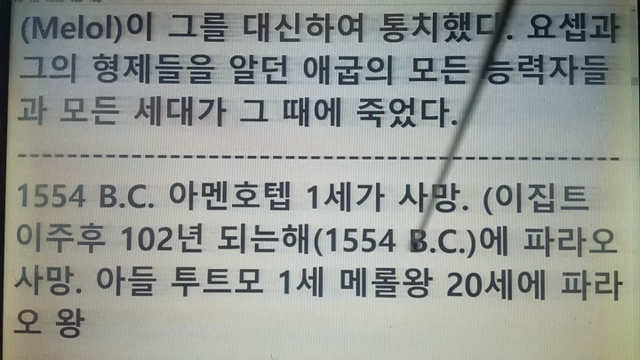 (Melol)이 그를 대신하여 통치했다. 요셉과
그의 형제들을 알던 애굽의 모든 능력자들
과 모든 세대가 그 때에 죽었다.
1554 B.C. 아멘호텝 1세가 사망. (이집트
이주후 102년 되는해(1554 B.C.)에 파라오
사망. 아들 투트모 1세 메롤왕 20세에 파라
오 왕